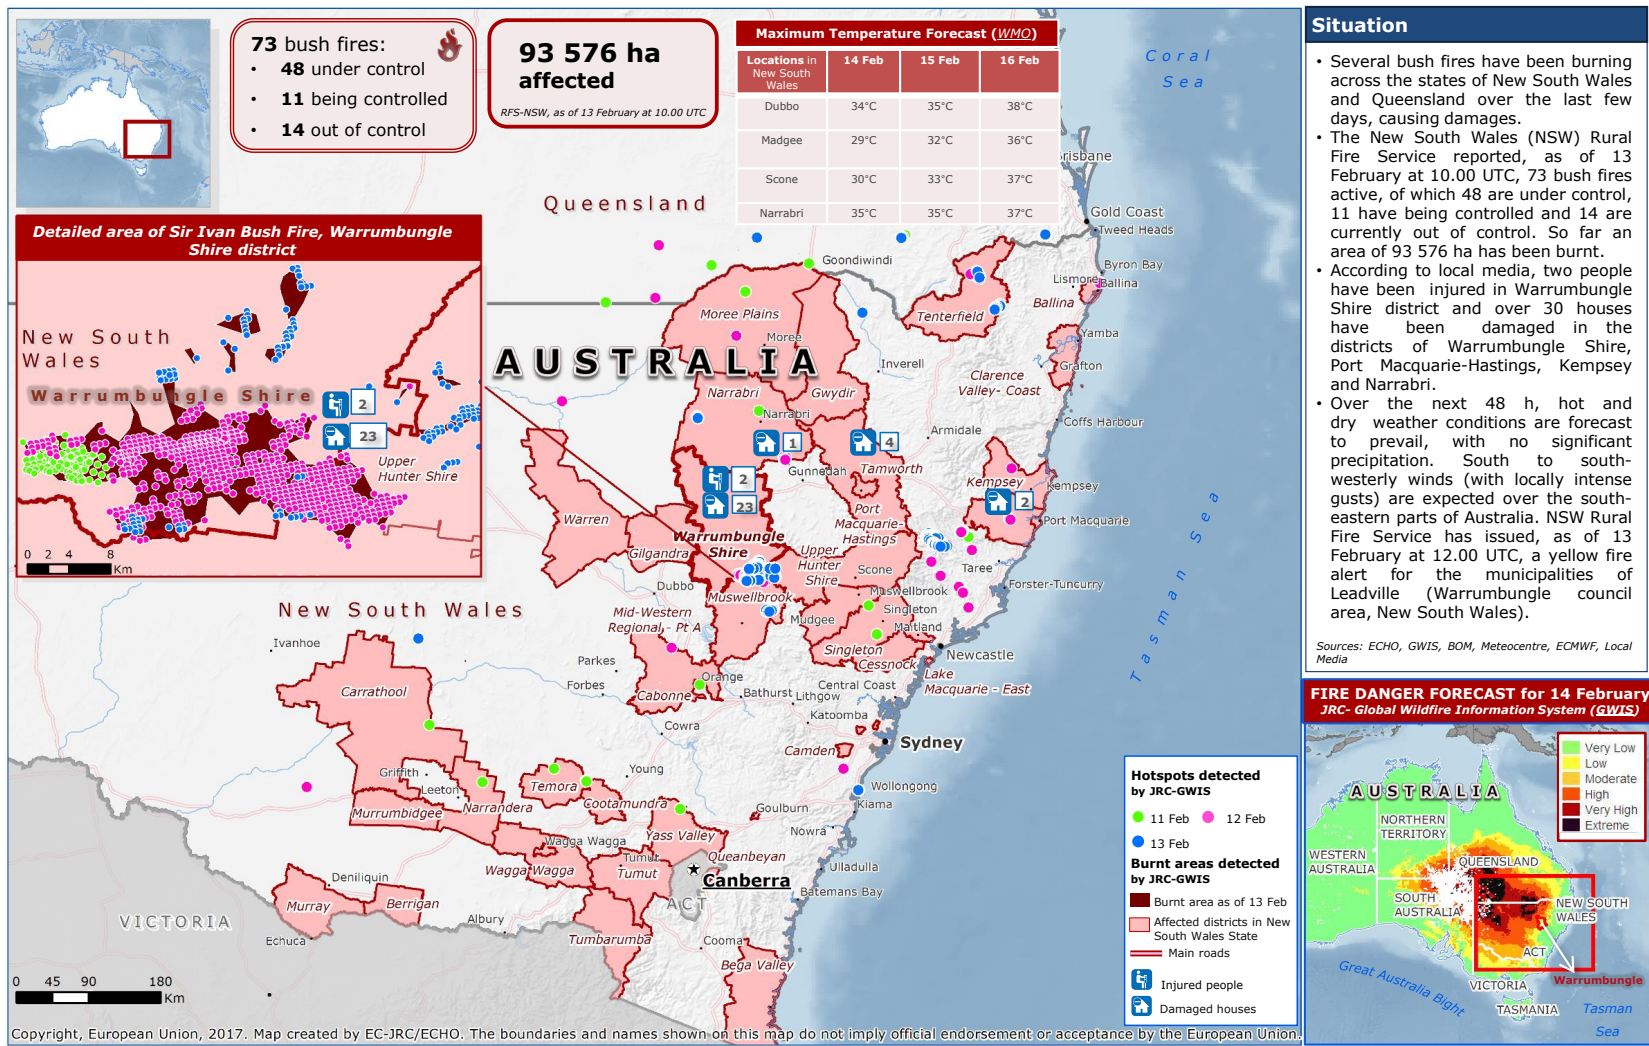 73 bush fires:
• 48 under control
• 11 being controlled
• 14 out of control
93 576 ha
affected
RFS-NSW, as of 13 February at 10.00 UTC
Maximum Temperature Forecast (WMO)
Locations in New South Wales 14 Feb 15 Feb 16 Feb
Dubbo 34°C 35°C 38°C
Madgee 29°C 32°C 36°C
Scone 30°C 33°C 37°C
Narrabri 35°C 35°C 37°C
Coral
Sea
Queensland
Detailed area of Sir Ivan Bush Fire, Warrumbungle
Shire district
New South
Wales
Warrumbungle Shire
2
23
Upper
Hunter Shire
0 2 4 8
Km
AUSTRALIA
risbane
Gold Coast
Tweed Heads
Byron Bay
Lismore
Ballina
Ballina
Goondiwindi
Tenterfield
Moree Plains
Moree
Yamba
Grafton
Inverell
Clarence
Valley- Coast
Narrabri
Gwydir
Narrabri
Coffs Harbour
Armidale
1
4
Gunnedah
Tamworth
2
23
Kempsey
Kempsey
2
Port Macquarie
Warren
Port
Macquarie-
Hastings
Warrumbungle
Shire
Gilgandra
Upper
Hunter
Shire
Scone
Taree
Forster-Tuncurry
Dubbo
Muswellbrook
Muswellbrook
Singleton
Mid-Western
Regional - Pt A
Mudgee
Maitland
New South Wales
Ivanhoe
Singleton
Cessnock
Newcastle
Lake
Macquarie - East
Tasman Sea
Parkes
Forbes
Orange
Cabonne
Bathurst
Lithgow
Central Coast
Katoomba
Carrathool
Cowra
Camden
Sydney
Griffith
Leeton
Narrandera
Murrumbidgee
Temora
Young
Cootamundra
Wollongong
Kiama
Goulburn
Nowra
Yass Valley
Wagga Wagga
Wagga Wagga
Tumut
Tumut
Queanbeyan
Ulladulla
Canberra
ACT
Batemans Bay
Deniliquin
Murray
Berrigan
VICTORIA
Albury
Echuca
Tumbarumba
Cooma
Bega Valley
0 45 90 180
Km
Hotspots detected
by JRC-GWIS
11 Feb 12 Feb
13 Feb
Burnt areas detected
by JRC-GWIS
Burnt area as of 13 Feb
Affected districts in New
South Wales State
Main roads
Injured people
Damaged houses
Copyright, European Union, 2017. Map created by EC-JRC/ECHO. The boundaries and names shown on this map do not imply official endorsement or acceptance by the European Union.
Situation
• Several bush fires have been burning
across the states of New South Wales
and Queensland over the last few
days, causing damages.
• The New South Wales (NSW) Rural
Fire Service reported, as of 13
February at 10.00 UTC, 73 bush fires
active, of which 48 are under control,
11 have being controlled and 14 are
currently out of control. So far an
area of 93 576 ha has been burnt.
• According to local media, two people
have been injured in Warrumbungle
Shire district and over 30 houses
have been damaged in the
districts of Warrumbungle Shire,
Port Macquarie-Hastings, Kempsey
and Narrabri.
• Over the next 48 h, hot and
dry weather conditions are forecast
to prevail, with no significant
precipitation. South to south-
westerly winds (with locally intense
gusts) are expected over the south-
eastern parts of Australia. NSW Rural
Fire Service has issued, as of 13
February at 12.00 UTC, a yellow fire
alert for the municipalities of
Leadville (Warrumbungle council
area, New South Wales).
Sources: ECHO, GWIS, BOM, Meteocentre, ECMWF, Local
Media
FIRE DANGER FORECAST for 14 February
JRC- Global Wildfire Information System (GWIS)
Very Low
Low
Moderate
High
Very High
Extreme
AUSTRALIA
NORTHERN
TERRITORY
WESTERN
AUSTRALIA
QUEENSLAND
SOUTH
AUSTRALIA
NEW SOUTH
WALES
ACT
Warrumbungle
VICTORIA
TASMANIA
Great Australia Bight
Tasman
Sea